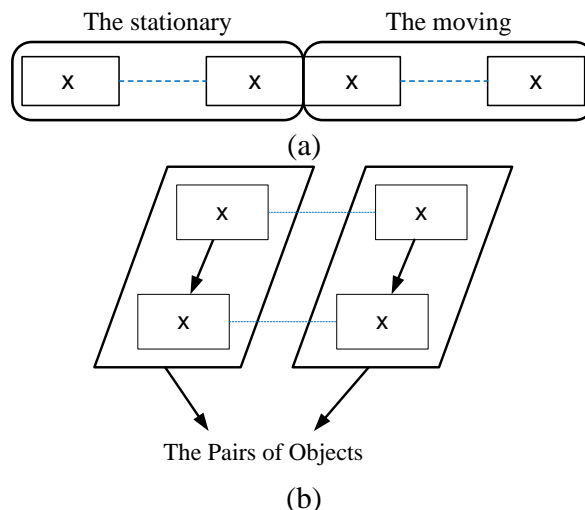 The stationary The moving
x x x x
(a)
x x
x x
The Pairs of Objects
(b)